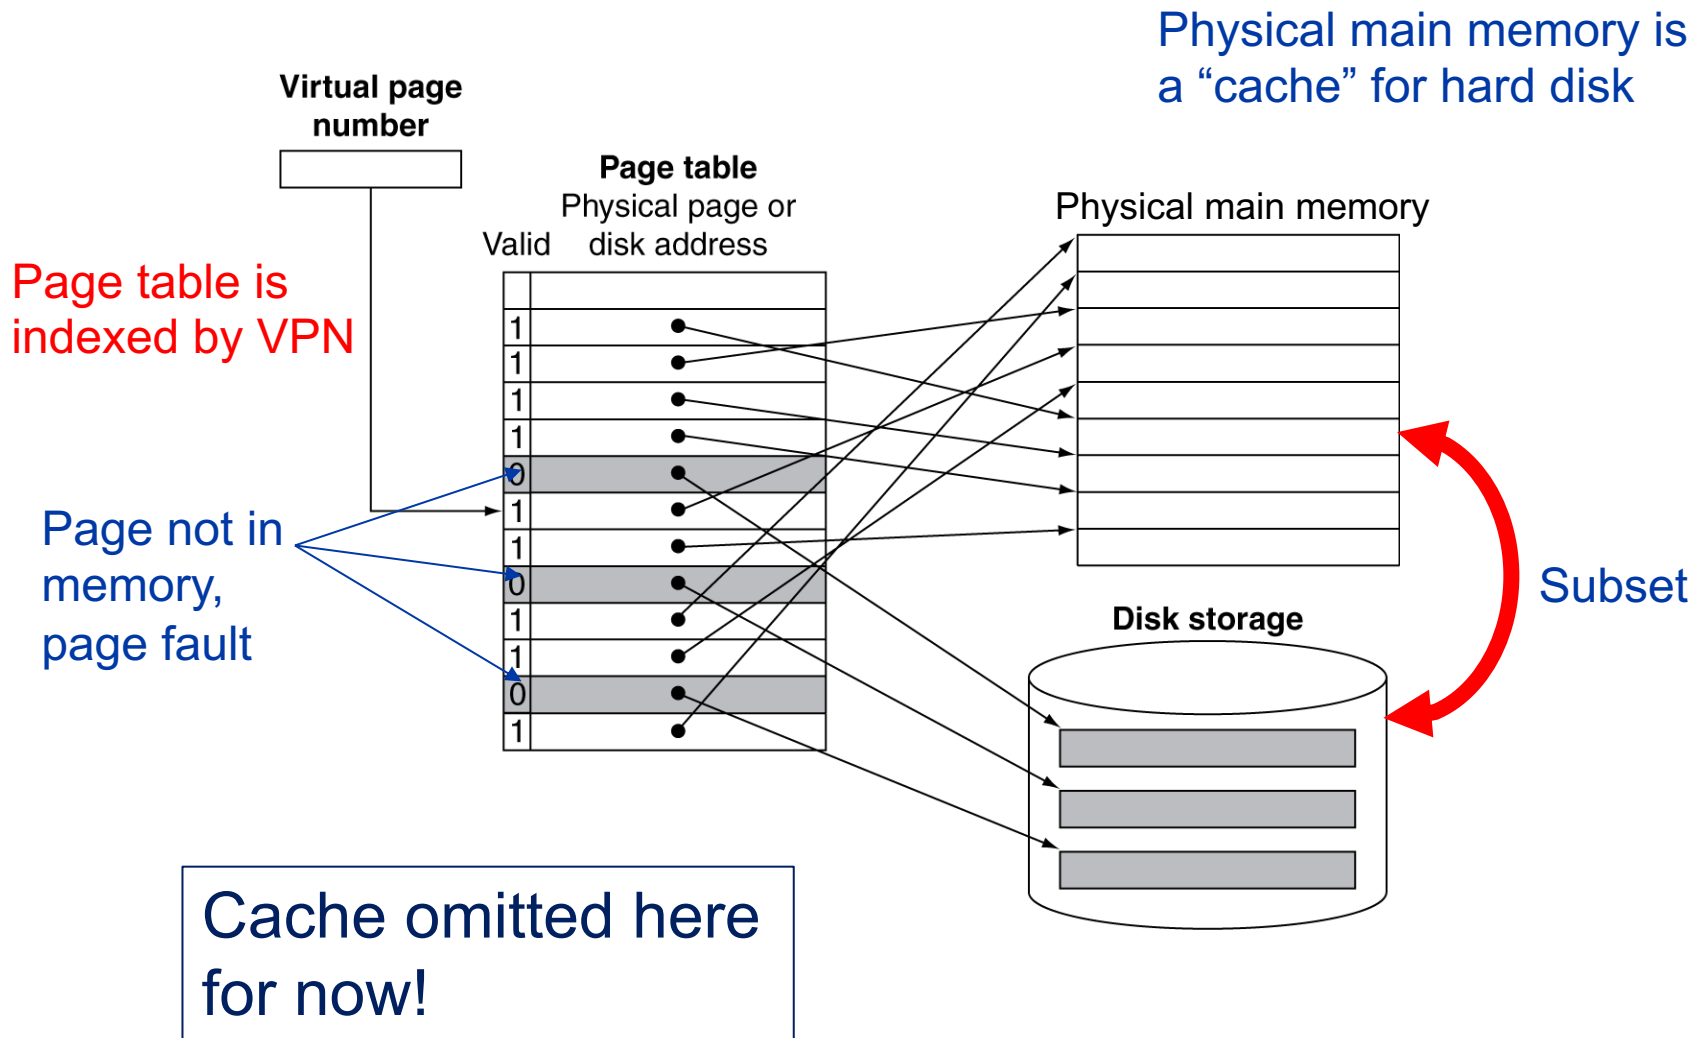 Physical main memory is
a “cache” for hard disk
Virtual page
number
Page table
Physical page or
Valid disk address
Physical main memory
Page table is
indexed by VPN
1
1
1
1
0
1
1
0
1
1
0
1
Page not in
memory,
page fault
Subset
Disk storage
Cache omitted here
for now!